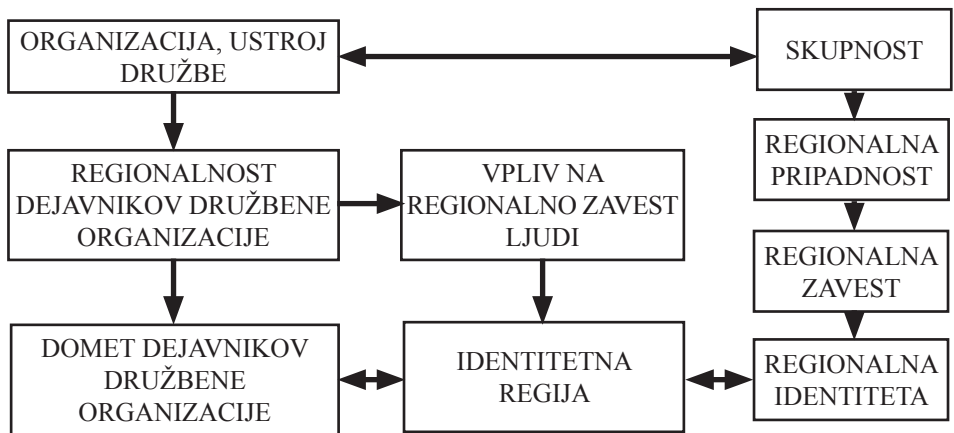 ORGANIZACIJA, USTROJ
DRUŽBE
SKUPNOST
REGIONALNOST
DEJAVNIKOV DRUŽBENE
ORGANIZACIJE
VPLIV NA
REGIONALNO ZAVEST
LJUDI
REGIONALNA
PRIPADNOST
REGIONALNA
ZAVEST
DOMET DEJAVNIKOV
DRUŽBENE
ORGANIZACIJE
IDENTITETNA
REGIJA
REGIONALNA
IDENTITETA